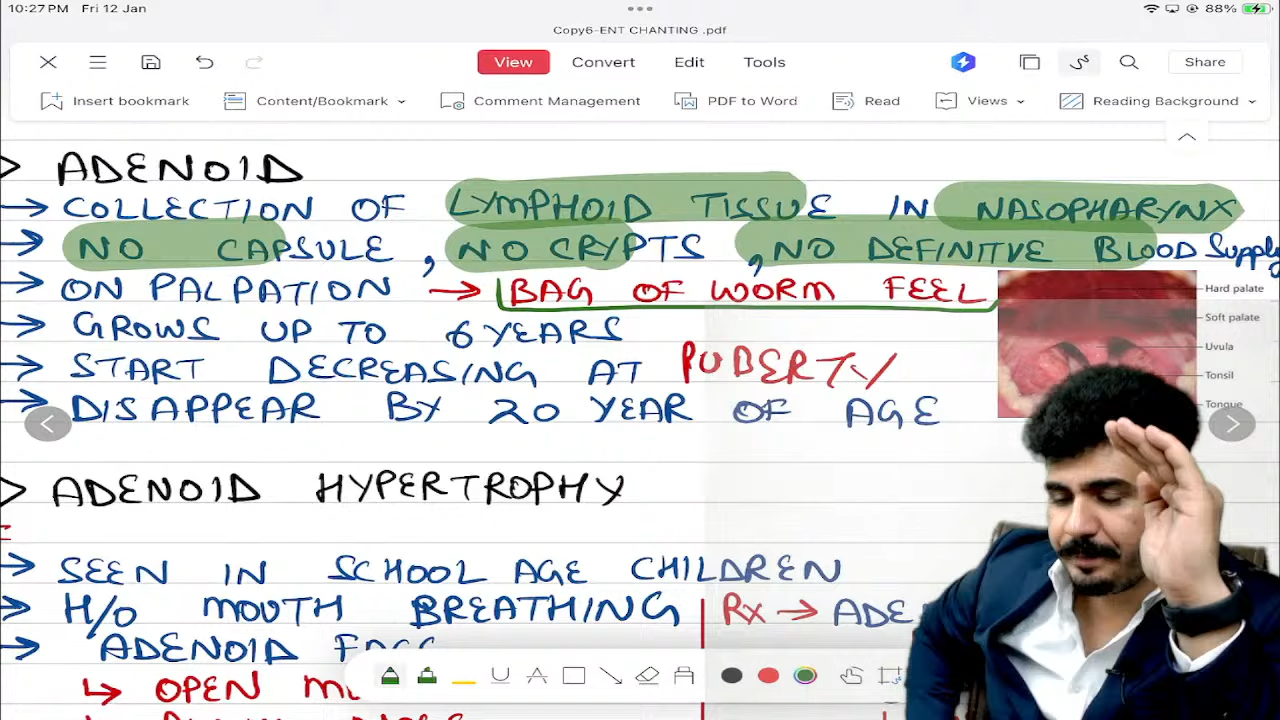 10:27 PM Fri 12 Jan 88%
Copy6-ENT CHANTING .pdf
View Convert Edit Tools Share
Insert bookmark Content/Bookmark Comment Management PDF to Word Read Views Reading Background
ADENOID
→ COLLECTION OF LYMPHOID TISSUE IN NASOPHARYNX
→ NO CAPSULE, NO CRYPTS, NO DEFINITVE BLOOD Supply
→ ON PALPATION → BAG OF WORM FEEL
→ GROWS UP TO 6 YEARS
→ START DECREASING AT PUBERTY
→ DISAPPEAR BY 20 YEAR OF AGE
Hard palate
Soft palate
Uvula
Tonsil
Tongue
ADENOID HYPERTROPHY
→ SEEN IN SCHOOL AGE CHILDREN
→ H/O MOUTH BREATHING
Rx → ADE
→ ADENOID
↳ OPEN